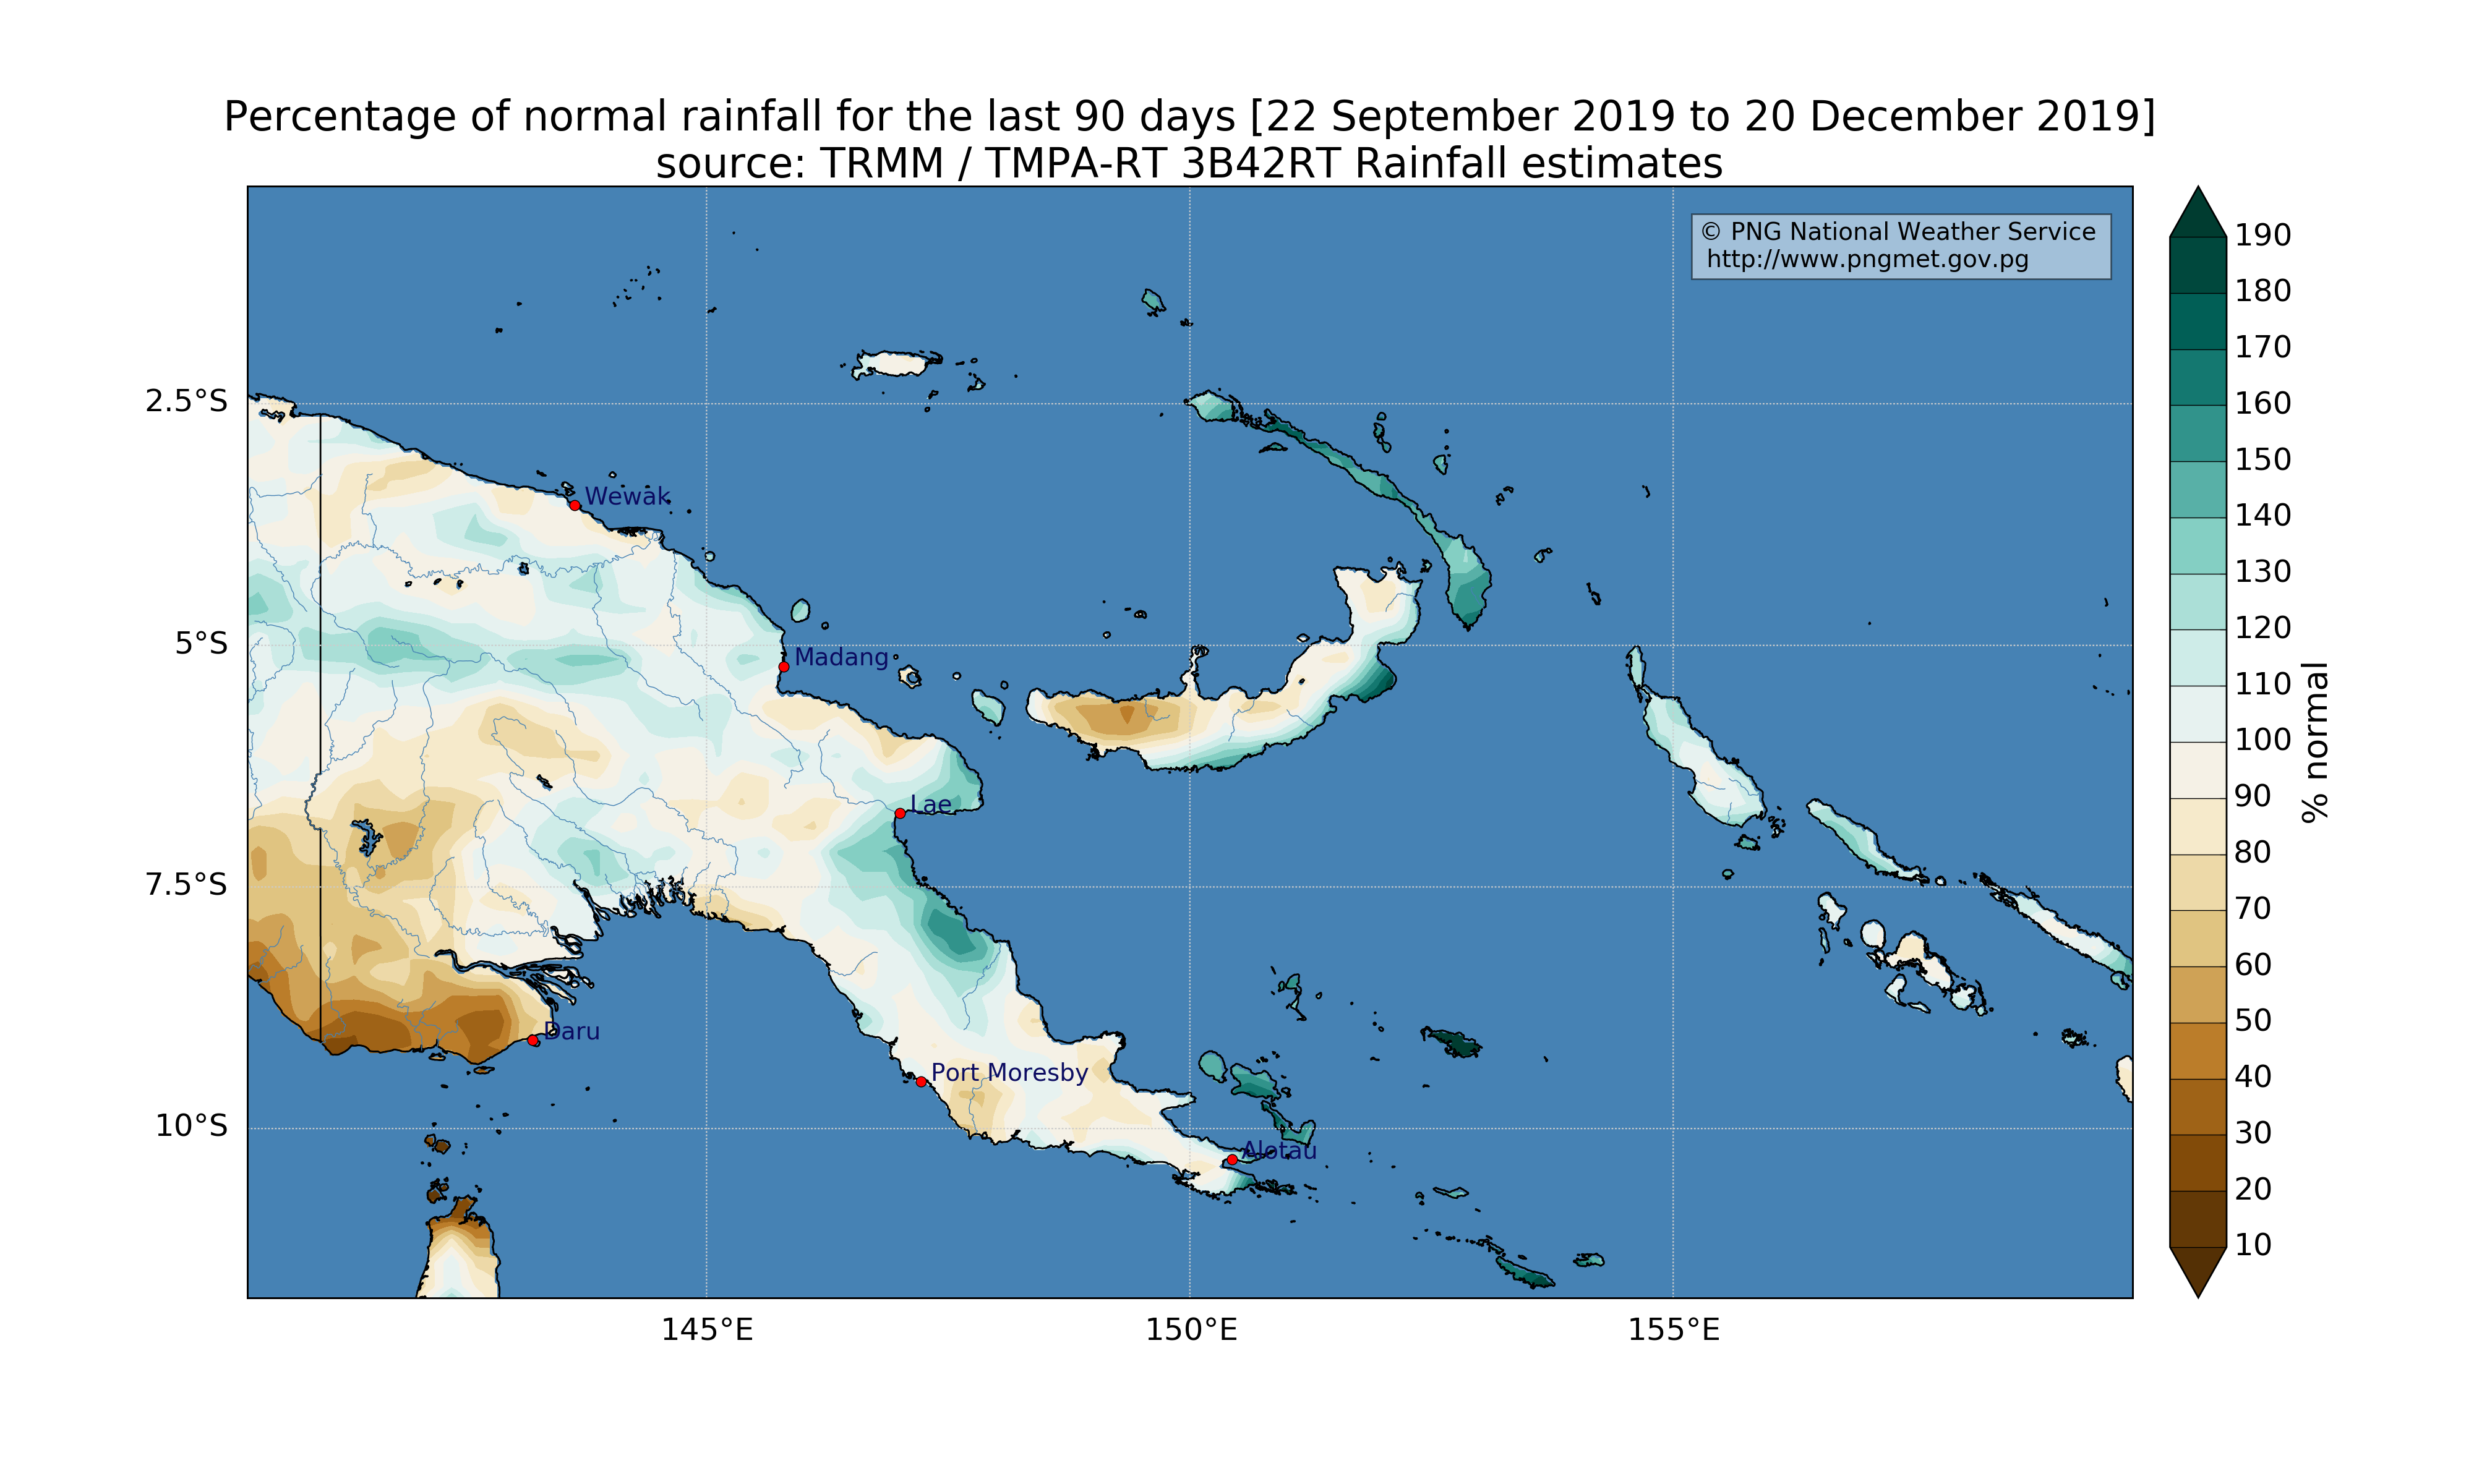 Percentage of normal rainfall for the last 90 days [22 September 2019 to 20 December 2019]
source: TRMM / TMPA-RT 3B42RT Rainfall estimates
© PNG National Weather Service
http://www.pngmet.gov.pg
190
180
170
160
150
140
130
120
110
100
90
80
70
60
50
40
30
20
10
% normal
2.5°S
5°S
7.5°S
10°S
Wewak
Madang
Lae
Daru
Port Moresby
Alotau
145°E
150°E
155°E